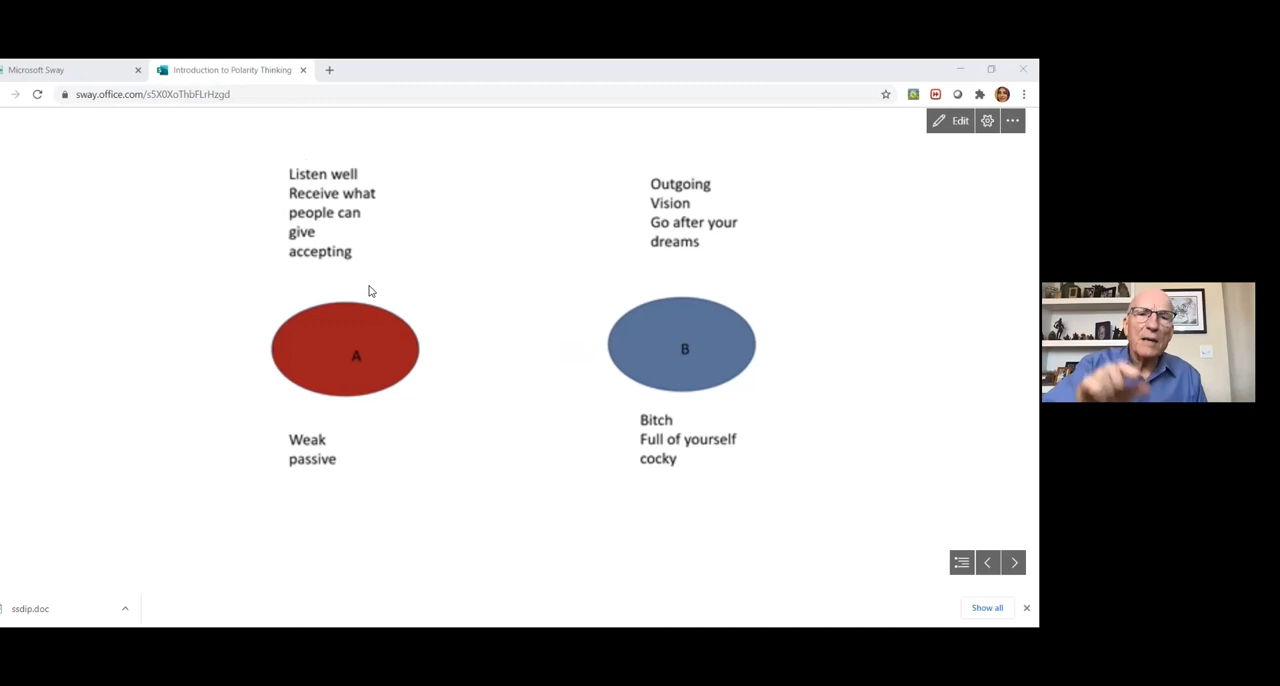 Microsoft Sway
Introduction to Polarity Thinking
sway.office.com/s5X0XoThbFLrHzgd
Edit
Listen well
Receive what
people can
give
accepting
Outgoing
Vision
Go after your
dreams
A
B
Weak
passive
Bitch
Full of yourself
cocky
ssdip.doc
Show all